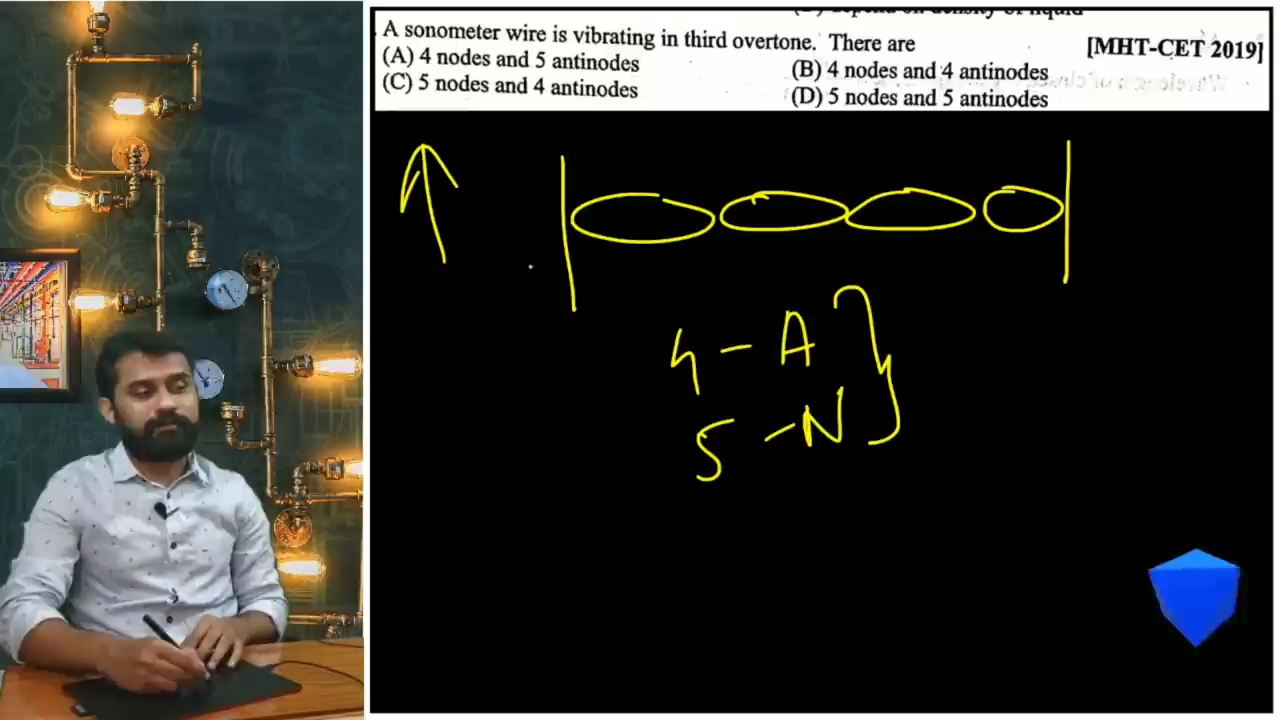 A sonometer wire is vibrating in third overtone. There are [MHT-CET 2019]
(A) 4 nodes and 5 antinodes
(B) 4 nodes and 4 antinodes
(C) 5 nodes and 4 antinodes
(D) 5 nodes and 5 antinodes
4 - A
5 - N